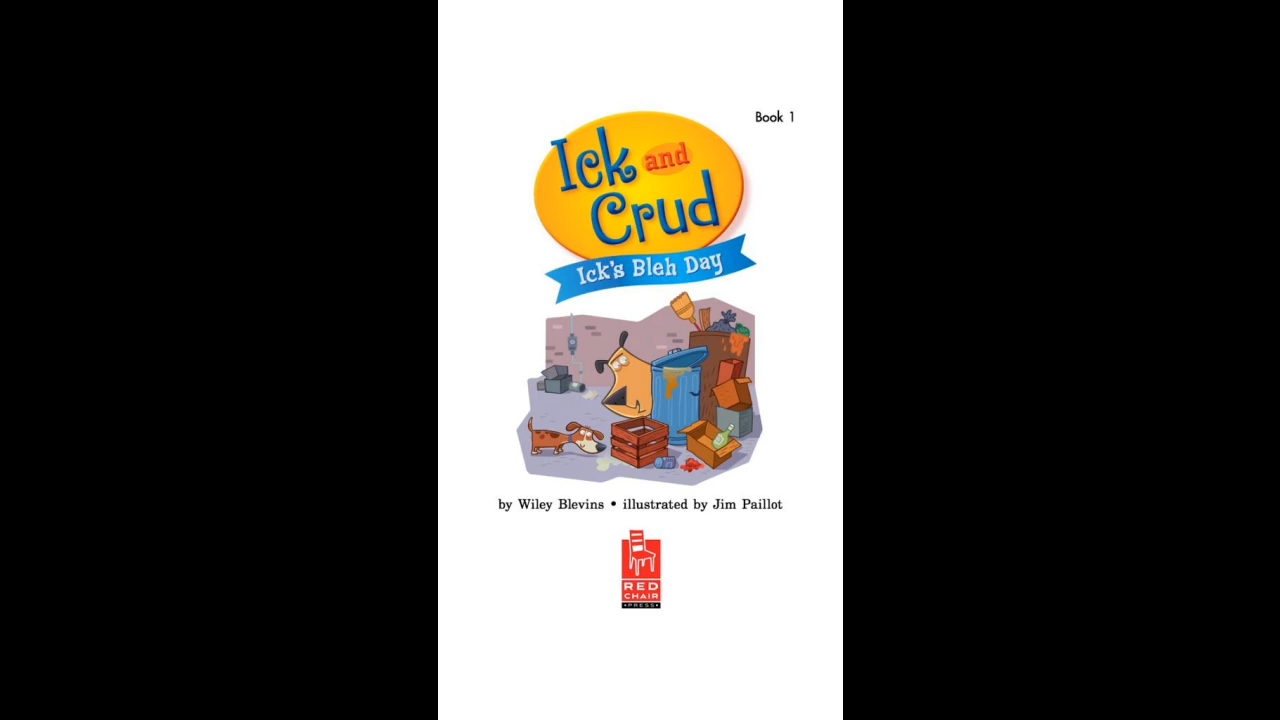 Book 1
Ick and
Crud
Ick's Bleh Day
by Wiley Blevins • illustrated by Jim Paillot
RED
CHAIR
•PRESS•